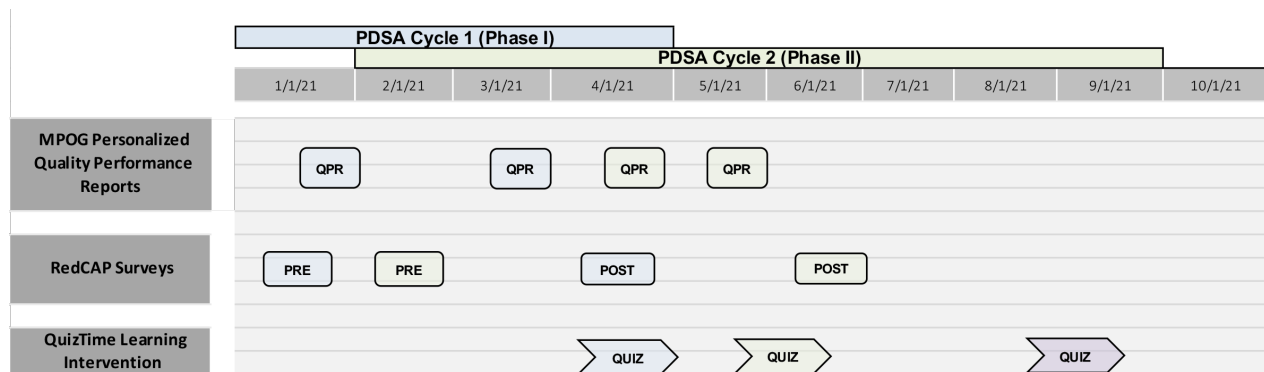 PDSA Cycle 1 (Phase I)
PDSA Cycle 2 (Phase II)
1/1/21 2/1/21 3/1/21 4/1/21 5/1/21 6/1/21 7/1/21 8/1/21 9/1/21 10/1/21
MPOG Personalized
Quality Performance
Reports
QPR QPR QPR QPR
RedCAP Surveys
PRE PRE POST POST
QuizTime Learning
Intervention
QUIZ QUIZ QUIZ